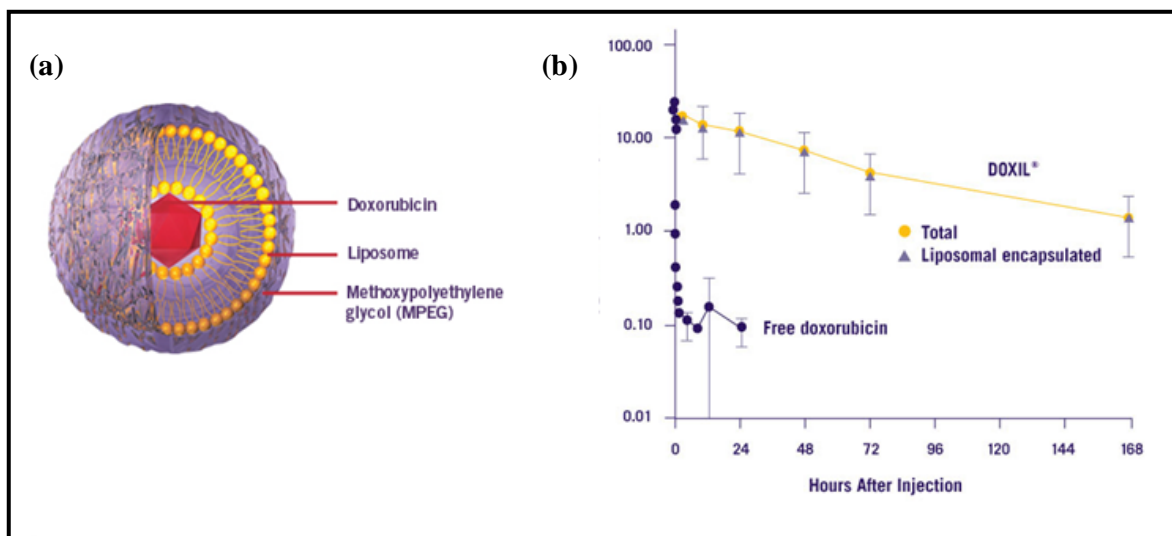 (a)
Doxorubicin
Liposome
Methoxypolyethylene
glycol (MPEG)
(b)
100.00
10.00
1.00
0.10
0.01
DOXIL®
Total
Liposomal encapsulated
Free doxorubicin
0 24 48 72 96 120 144 168
Hours After Injection